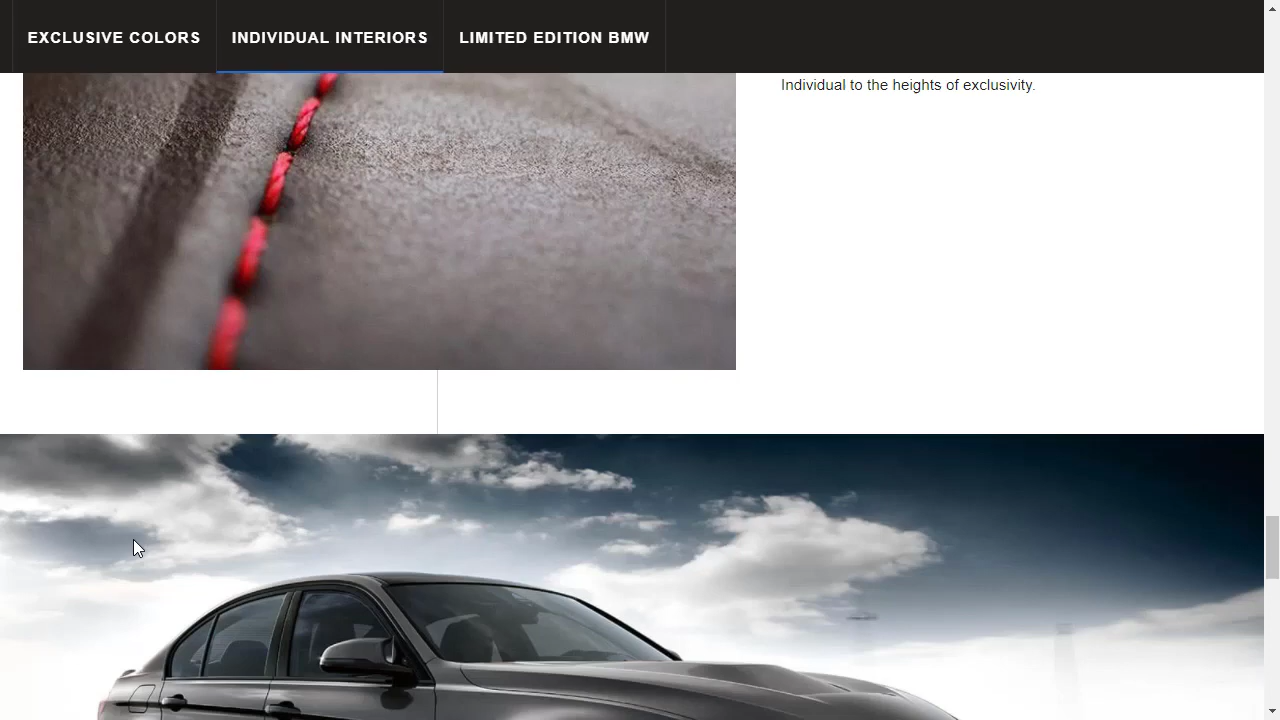 EXCLUSIVE COLORS
INDIVIDUAL INTERIORS
LIMITED EDITION BMW
Individual to the heights of exclusivity.